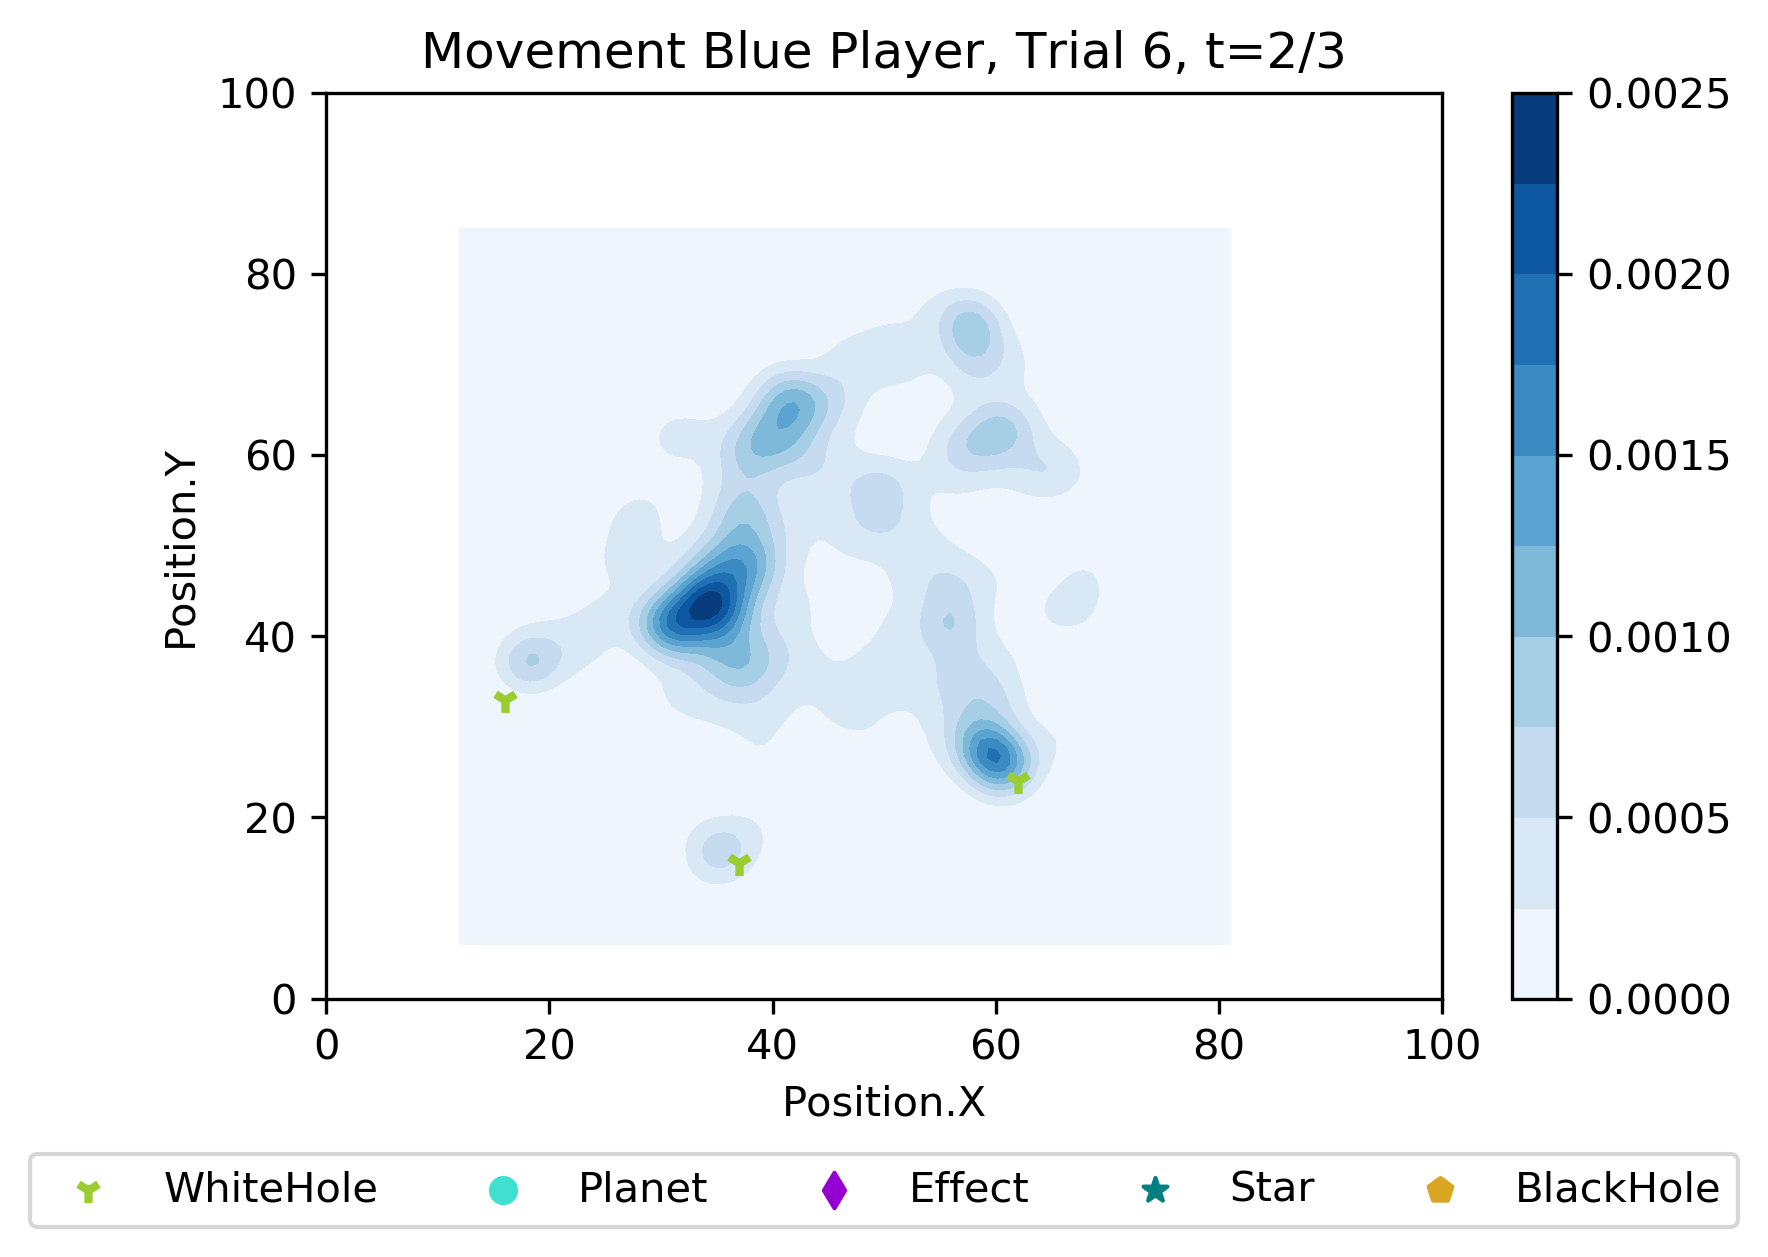 Movement Blue Player, Trial 6, t=2/3
100
80
60
40
20
0
Position.Y
0 20 40 60 80 100
Position.X
0.0025
0.0020
0.0015
0.0010
0.0005
0.0000
WhiteHole Planet Effect Star BlackHole